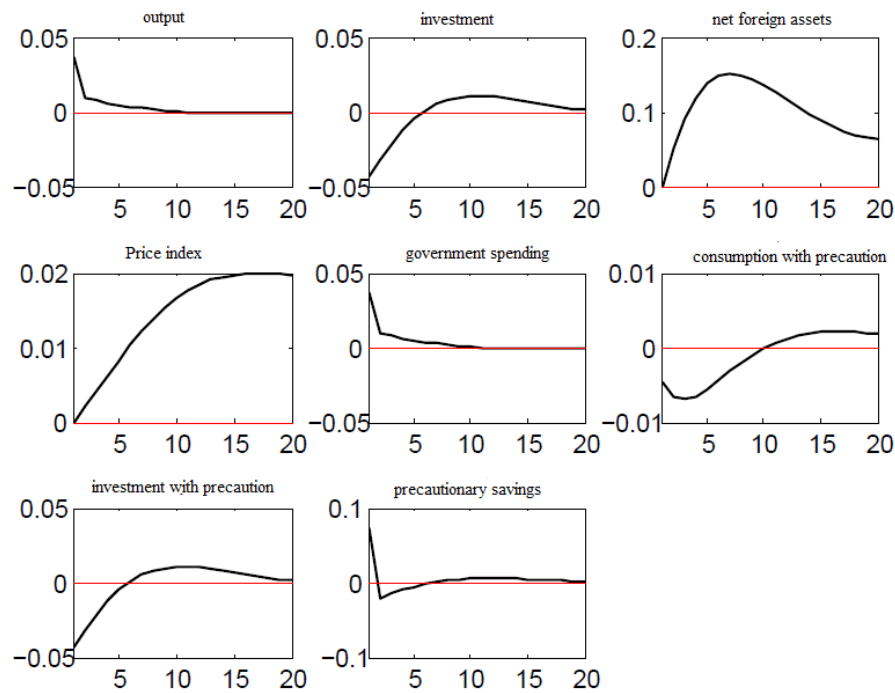 output
investment
net foreign assets
0.05
0
−0.05
5 10 15 20
0.05
0
−0.05
5 10 15 20
0.2
0.1
0
5 10 15 20
Price index
government spending
consumption with precaution
0.02
0.01
0
5 10 15 20
0.05
0
−0.05
5 10 15 20
0.01
0
−0.01
5 10 15 20
investment with precaution
precautionary savings
0.05
0
−0.05
5 10 15 20
0.1
0
−0.1
5 10 15 20